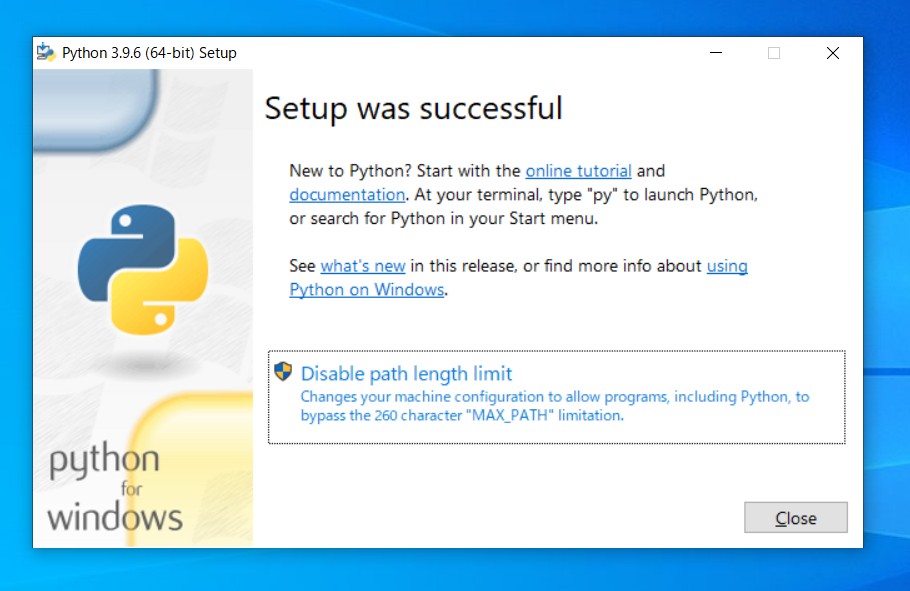 Python 3.9.6 (64-bit) Setup
Setup was successful
New to Python? Start with the online tutorial and
documentation. At your terminal, type "py" to launch Python,
or search for Python in your Start menu.
See what's new in this release, or find more info about using
Python on Windows.
Disable path length limit
Changes your machine configuration to allow programs, including Python, to
bypass the 260 character "MAX_PATH" limitation.
python
for
windows
Close